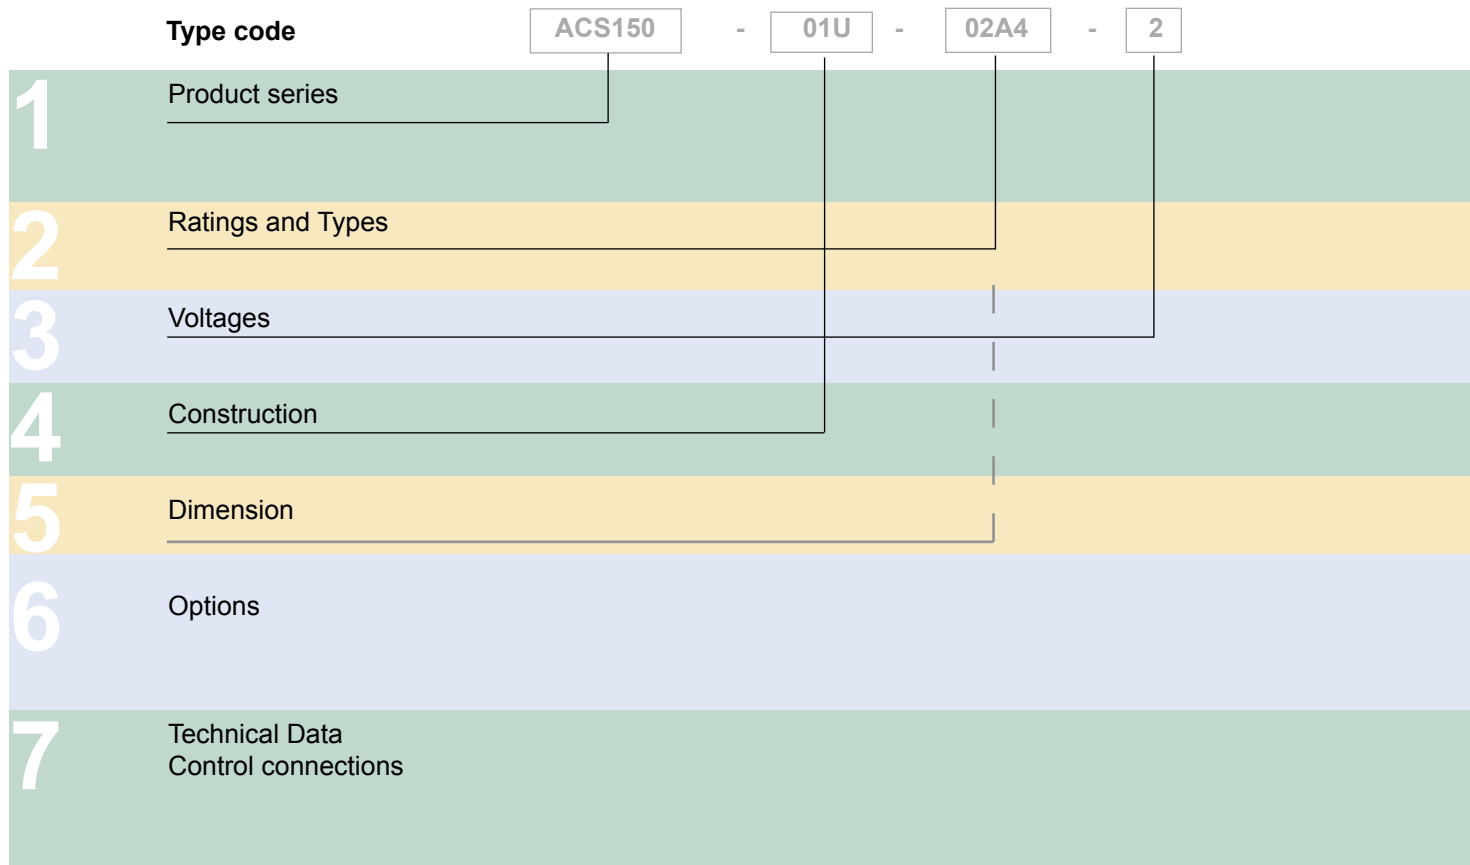 Type code ACS150 - 01U - 02A4 - 2
1 Product series
2 Ratings and Types
3 Voltages
4 Construction
5 Dimension
6 Options
7 Technical Data
Control connections